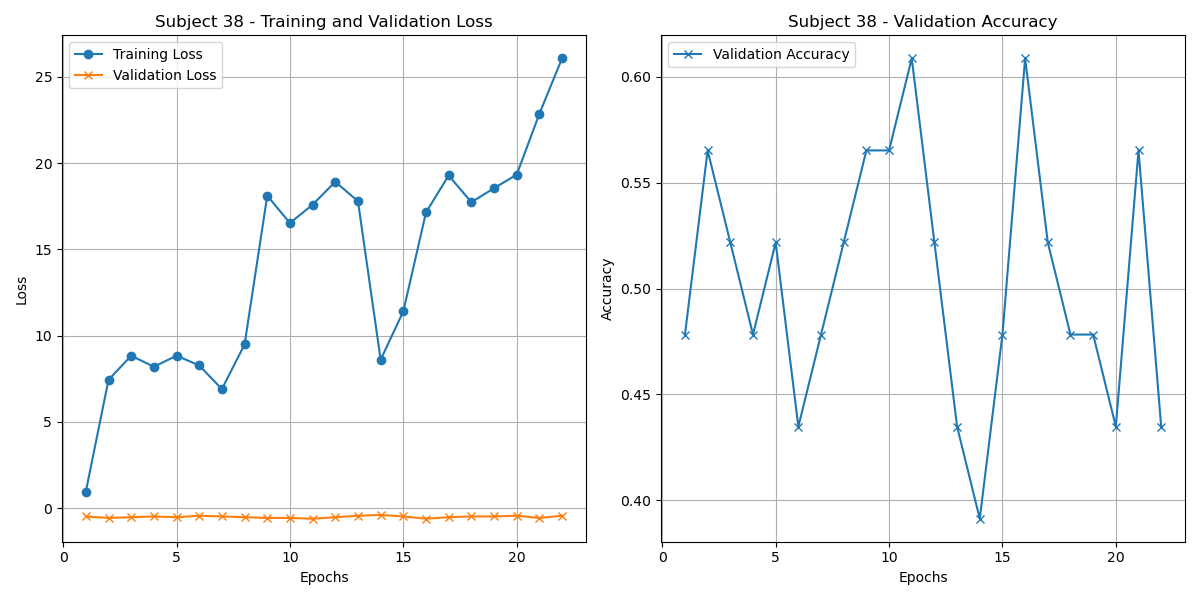 Subject 38 - Training and Validation Loss
Training Loss
Validation Loss
Loss
25
20
15
10
5
0
0 5 10 15 20
Epochs
Subject 38 - Validation Accuracy
Validation Accuracy
Accuracy
0.60
0.55
0.50
0.45
0.40
0 5 10 15 20
Epochs